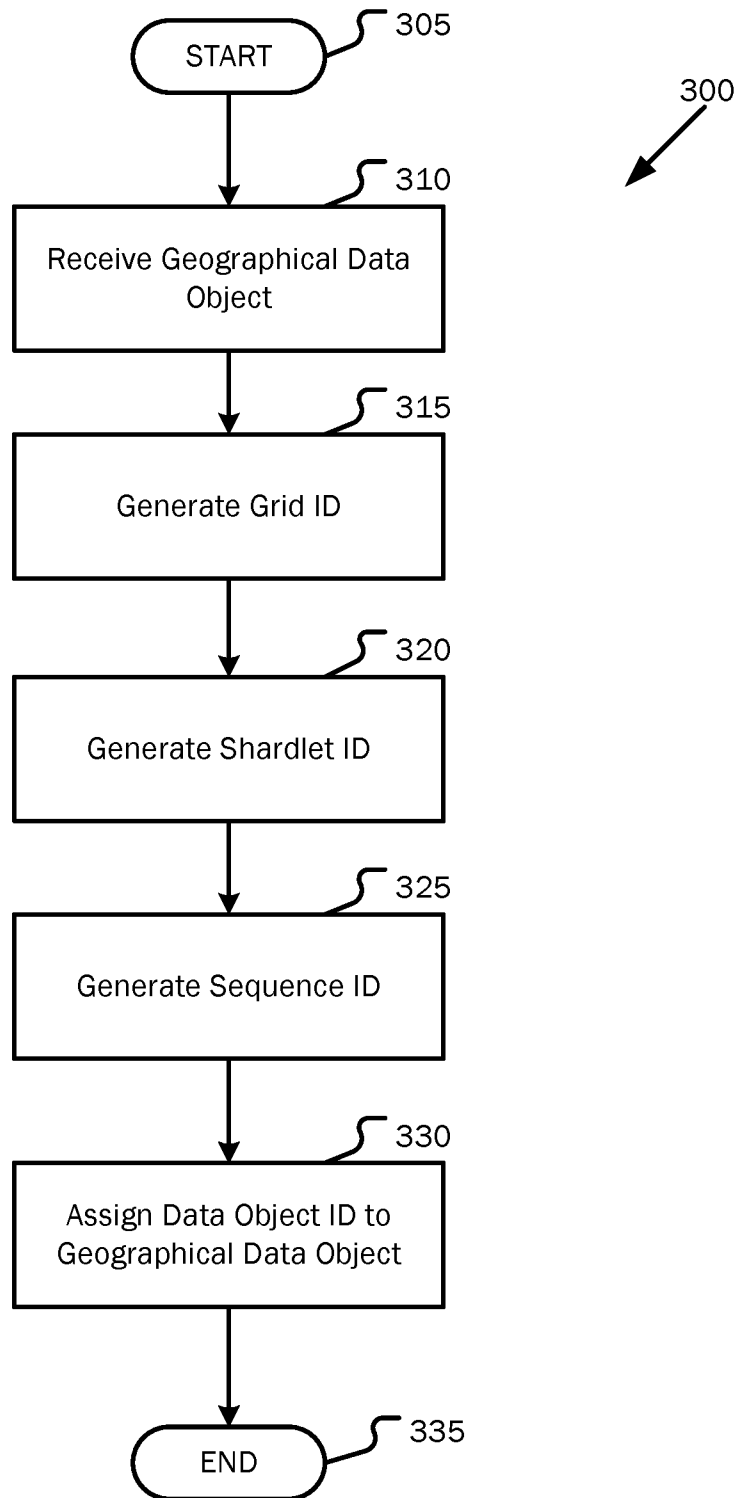 START
305
300
310
Receive Geographical Data
Object
315
Generate Grid ID
320
Generate Shardlet ID
325
Generate Sequence ID
330
Assign Data Object ID to
Geographical Data Object
END
335